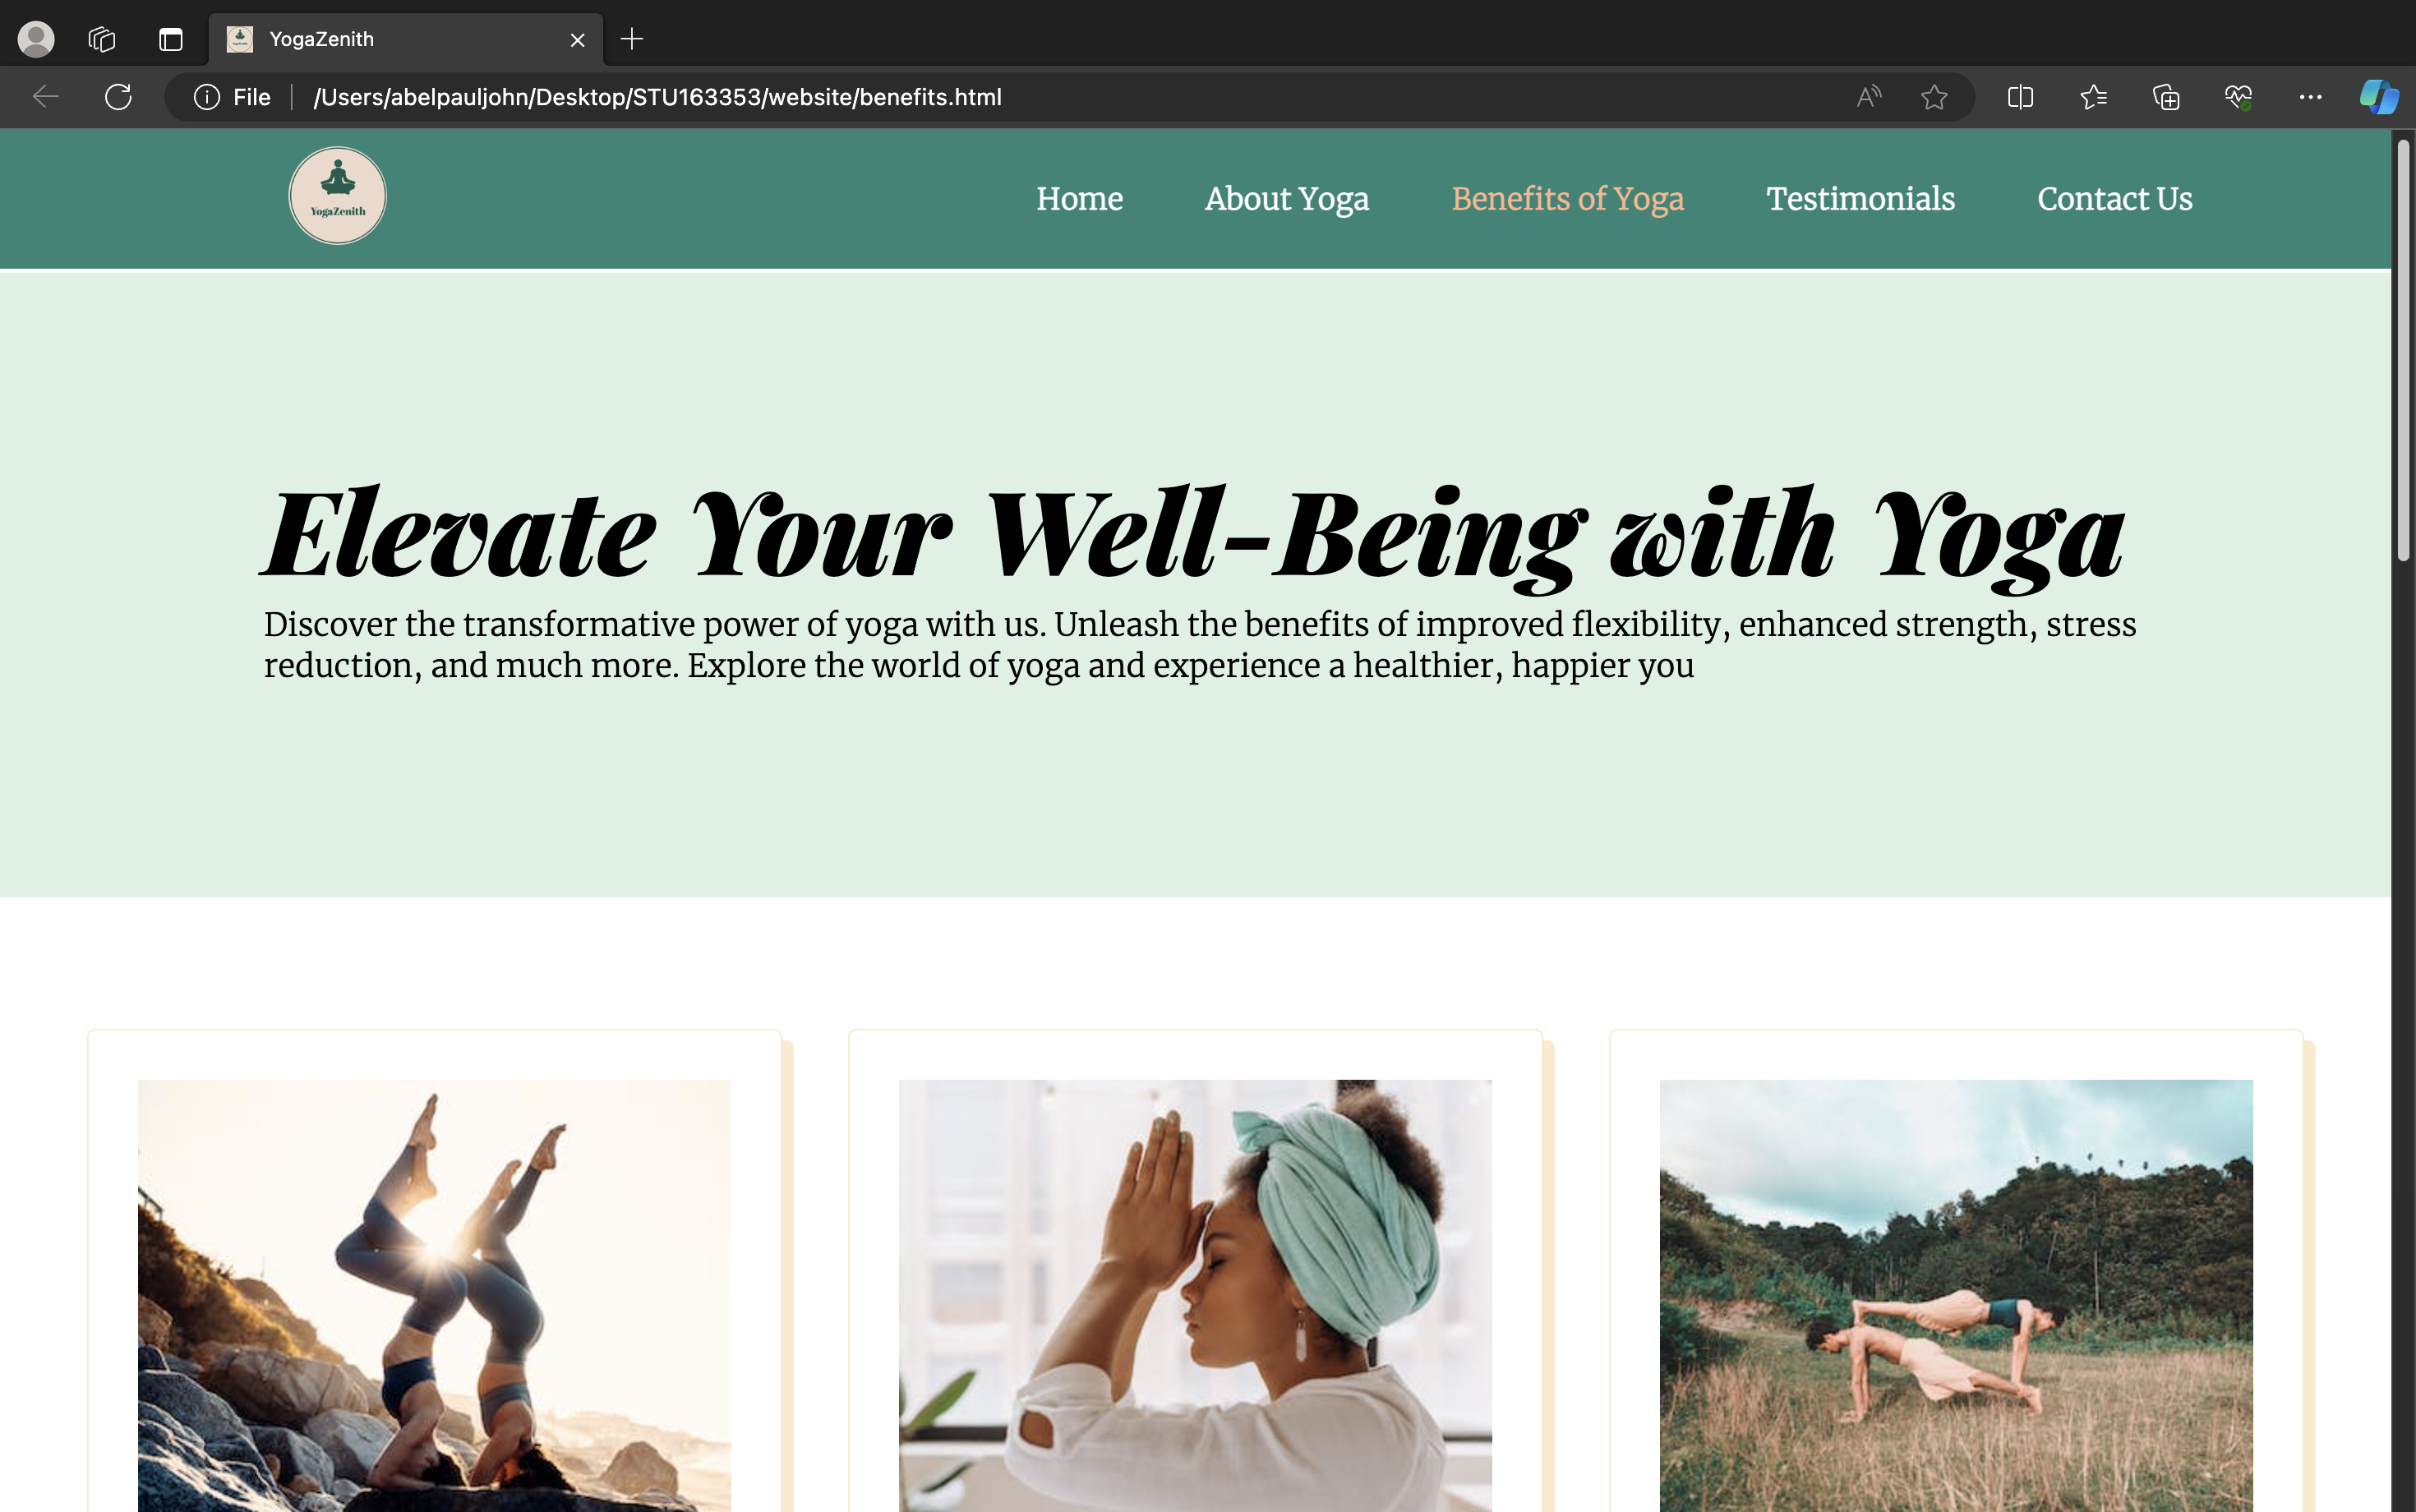 YogaZenith
File
/Users/abelpauljohn/Desktop/STU163353/website/benefits.html
YogaZenith
Home
About Yoga
Benefits of Yoga
Testimonials
Contact Us
Elevate Your Well-Being with Yoga
Discover the transformative power of yoga with us. Unleash the benefits of improved flexibility, enhanced strength, stress
reduction, and much more. Explore the world of yoga and experience a healthier, happier you